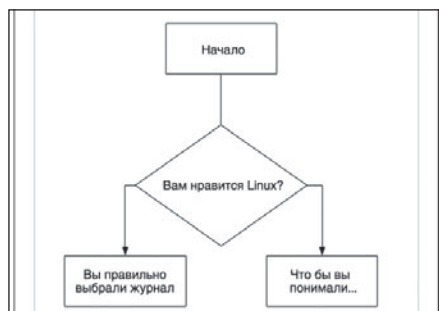 Начало
Вам нравится Linux?
Вы правильно
выбрали журнал
Что бы вы
понимали...